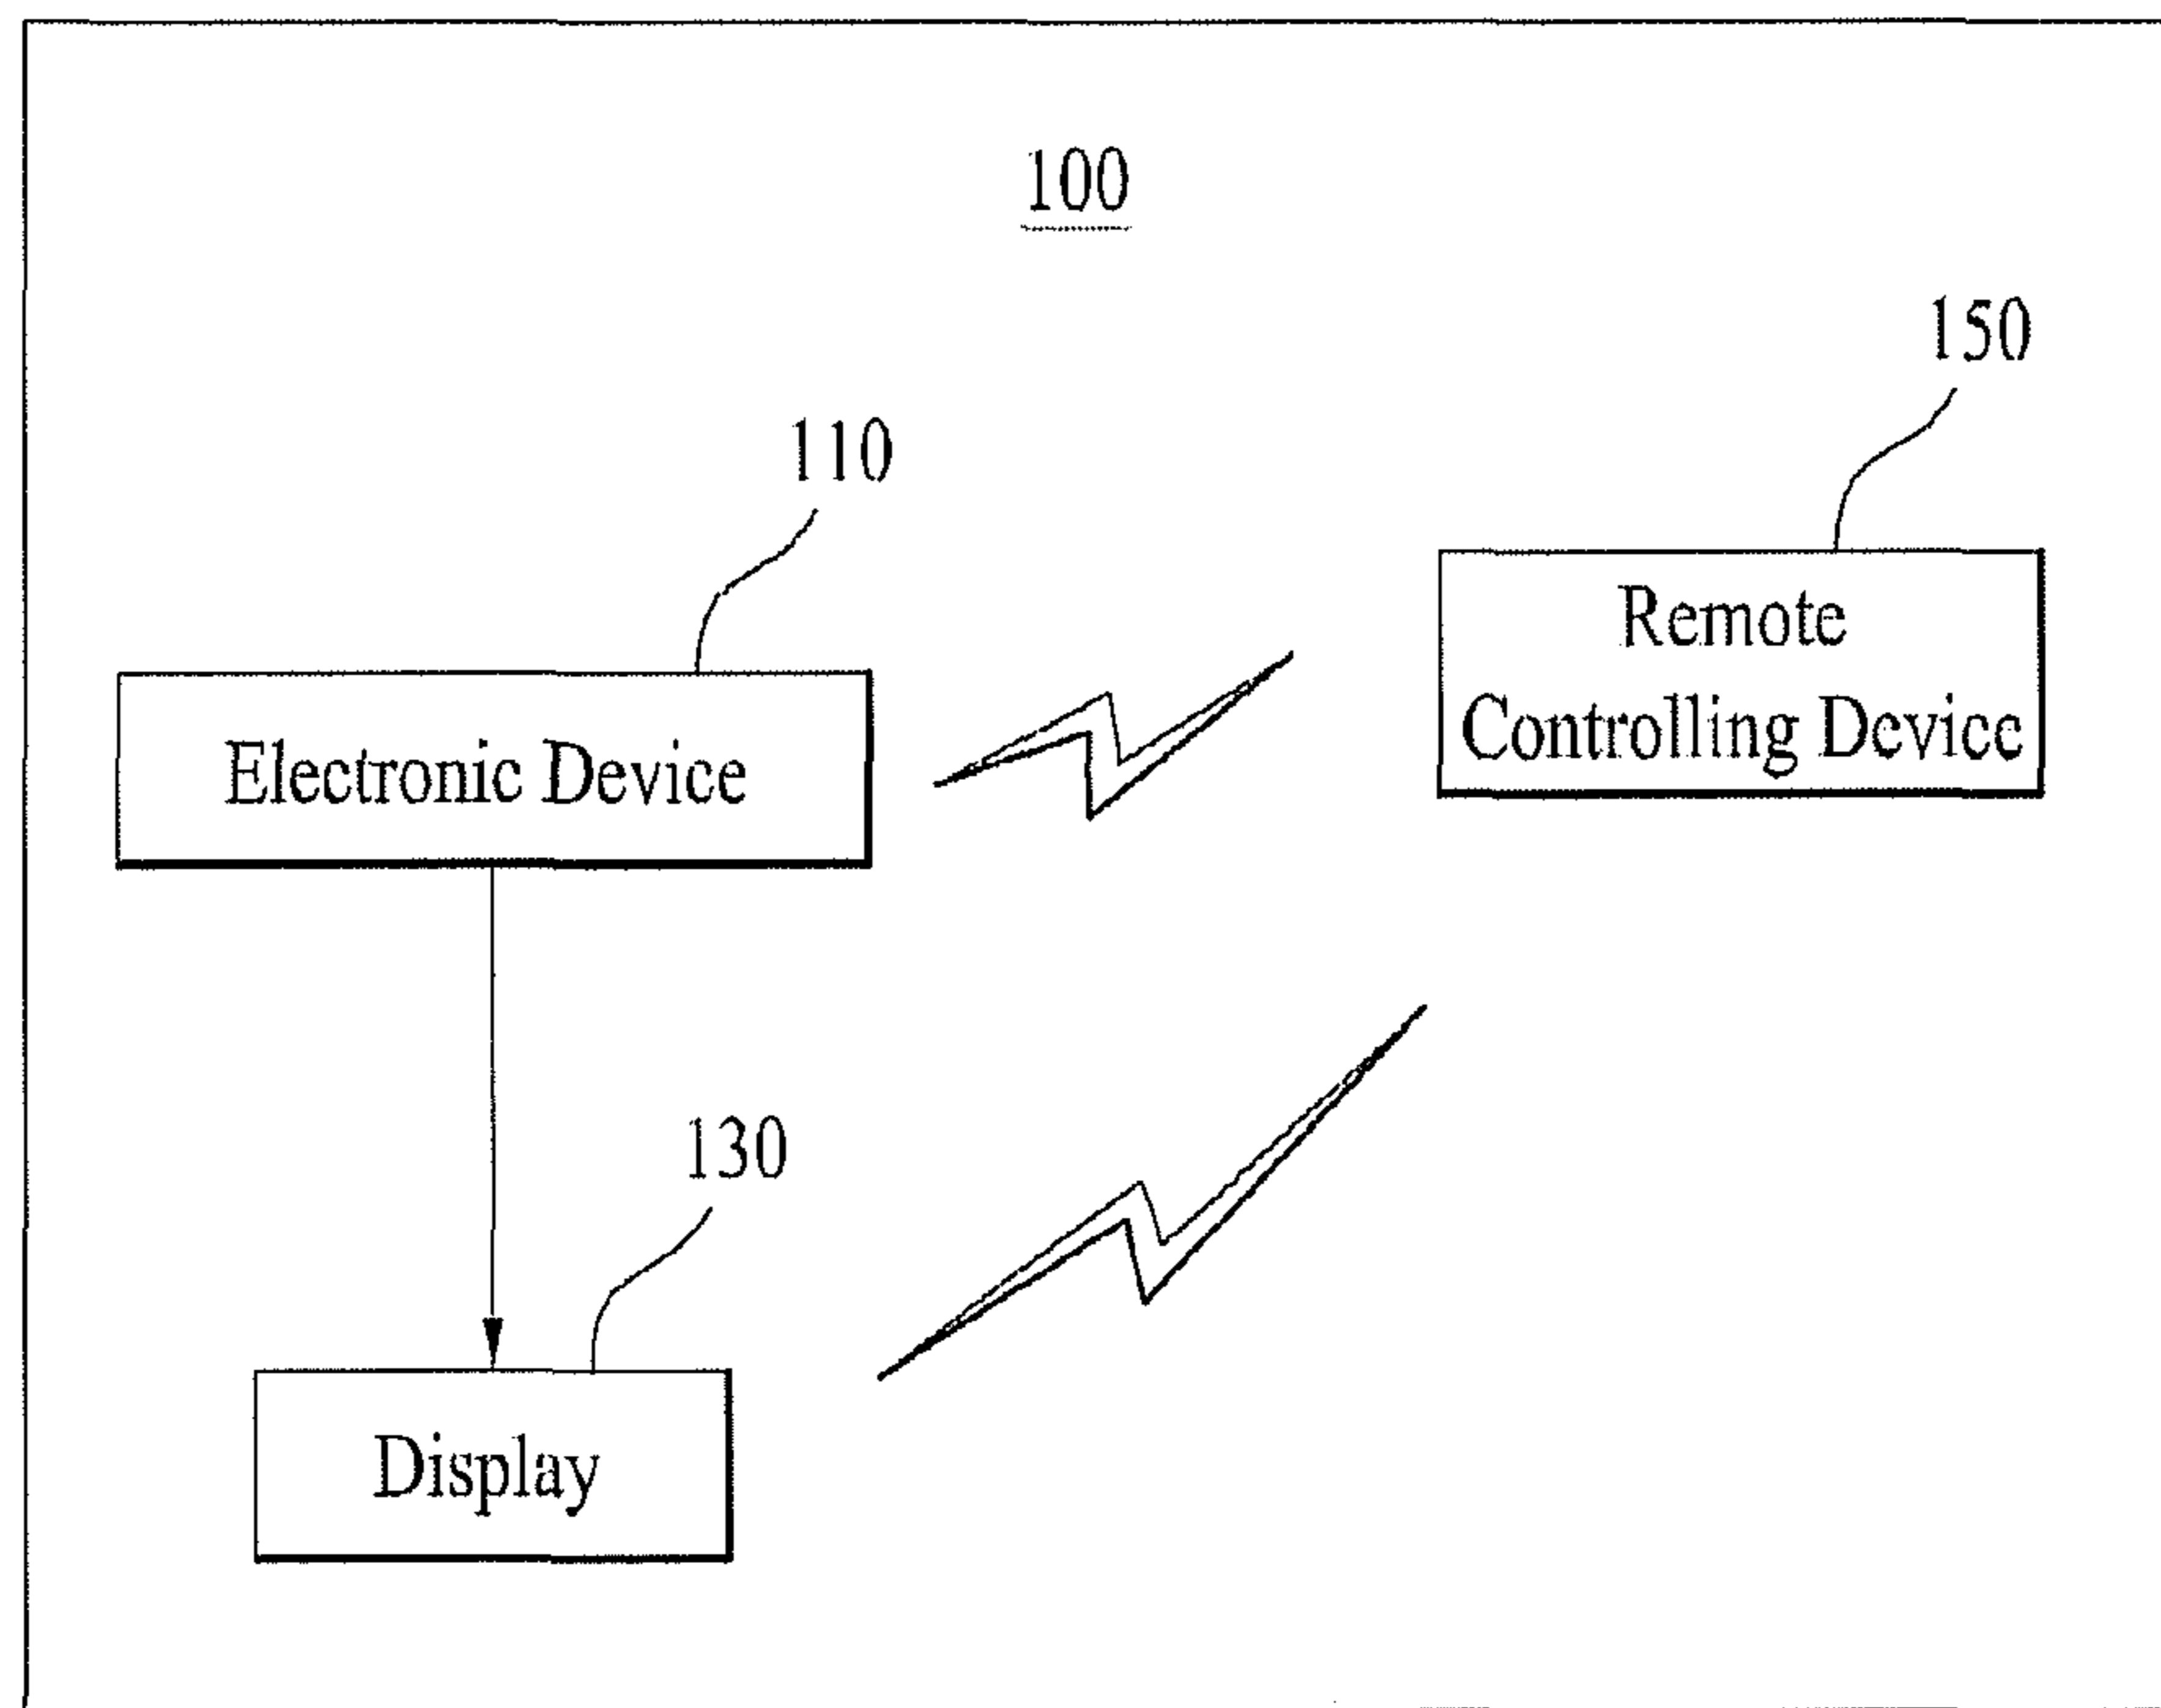 100
150
110
Remote
Controlling Device
Electronic Device
130
Display